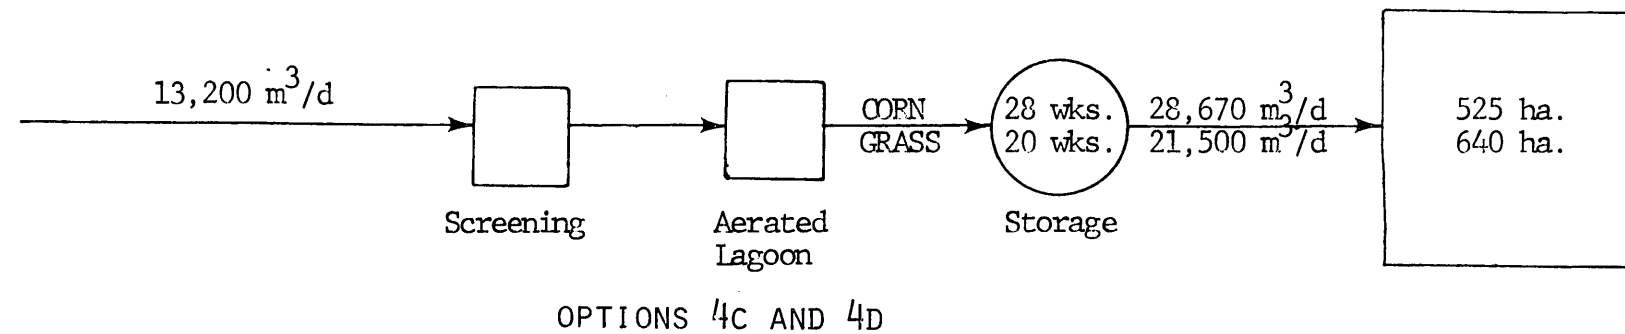 13,200 m³/d
CORN 28 wks. 28,670 m³/d 525 ha.
GRASS 20 wks. 21,500 m³/d 640 ha.
Screening
Aerated
Lagoon
Storage
OPTIONS 4C AND 4D